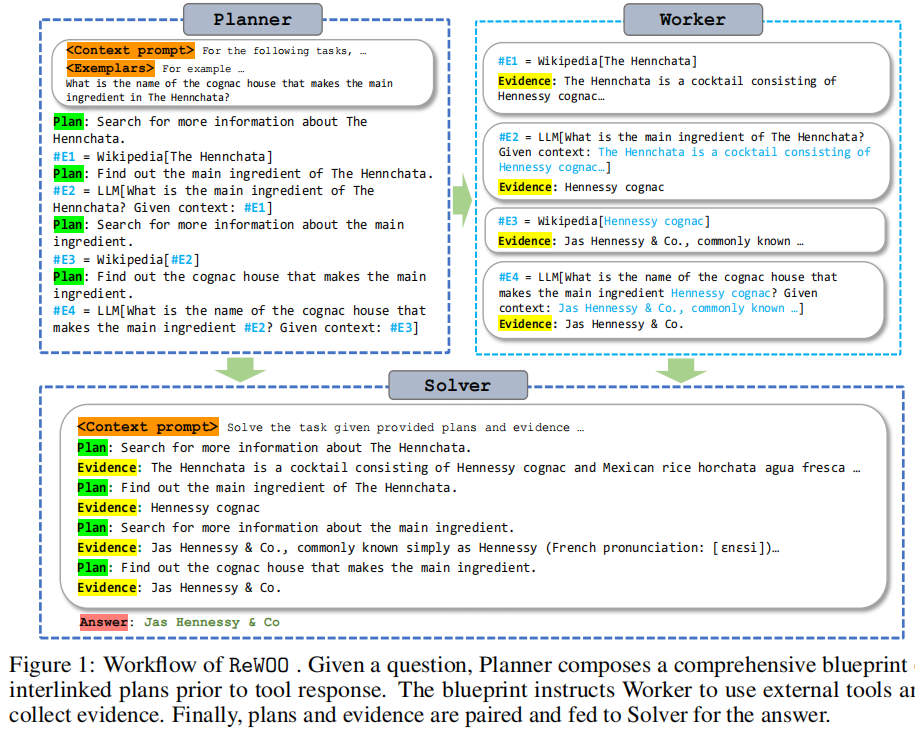 Planner
<Context prompt> For the following tasks, …
<Exemplars> For example …
What is the name of the cognac house that makes the main
ingredient in The Hennchata?
Plan: Search for more information about The
Hennchata.
#E1 = Wikipedia[The Hennchata]
Plan: Find out the main ingredient of The Hennchata.
#E2 = LLM[What is the main ingredient of The
Hennchata? Given context: #E1]
Plan: Search for more information about the main
ingredient.
#E3 = Wikipedia[#E2]
Plan: Find out the cognac house that makes the main
ingredient.
#E4 = LLM[What is the name of the cognac house that
makes the main ingredient #E2? Given context: #E3]
Worker
#E1 = Wikipedia[The Hennchata]
Evidence: The Hennchata is a cocktail consisting of
Hennessy cognac…
#E2 = LLM[What is the main ingredient of The Hennchata?
Given context: The Hennchata is a cocktail consisting of
Hennessy cognac…]
Evidence: Hennessy cognac
#E3 = Wikipedia[Hennessy cognac]
Evidence: Jas Hennessy & Co., commonly known …
#E4 = LLM[What is the name of the cognac house that
makes the main ingredient Hennessy cognac? Given
context: Jas Hennessy & Co., commonly known …]
Evidence: Jas Hennessy & Co.
Solver
<Context prompt> Solve the task given provided plans and evidence …
Plan: Search for more information about The Hennchata.
Evidence: The Hennchata is a cocktail consisting of Hennessy cognac and Mexican rice horchata agua fresca …
Plan: Find out the main ingredient of The Hennchata.
Evidence: Hennessy cognac
Plan: Search for more information about the main ingredient.
Evidence: Jas Hennessy & Co., commonly known simply as Hennessy (French pronunciation: [ɛnɛsi])…
Plan: Find out the cognac house that makes the main ingredient.
Evidence: Jas Hennessy & Co.
Answer: Jas Hennessy & Co
Figure 1: Workflow of ReWOO . Given a question, Planner composes a comprehensive blueprint
interlinked plans prior to tool response. The blueprint instructs Worker to use external tools
collect evidence. Finally, plans and evidence are paired and fed to Solver for the answer.